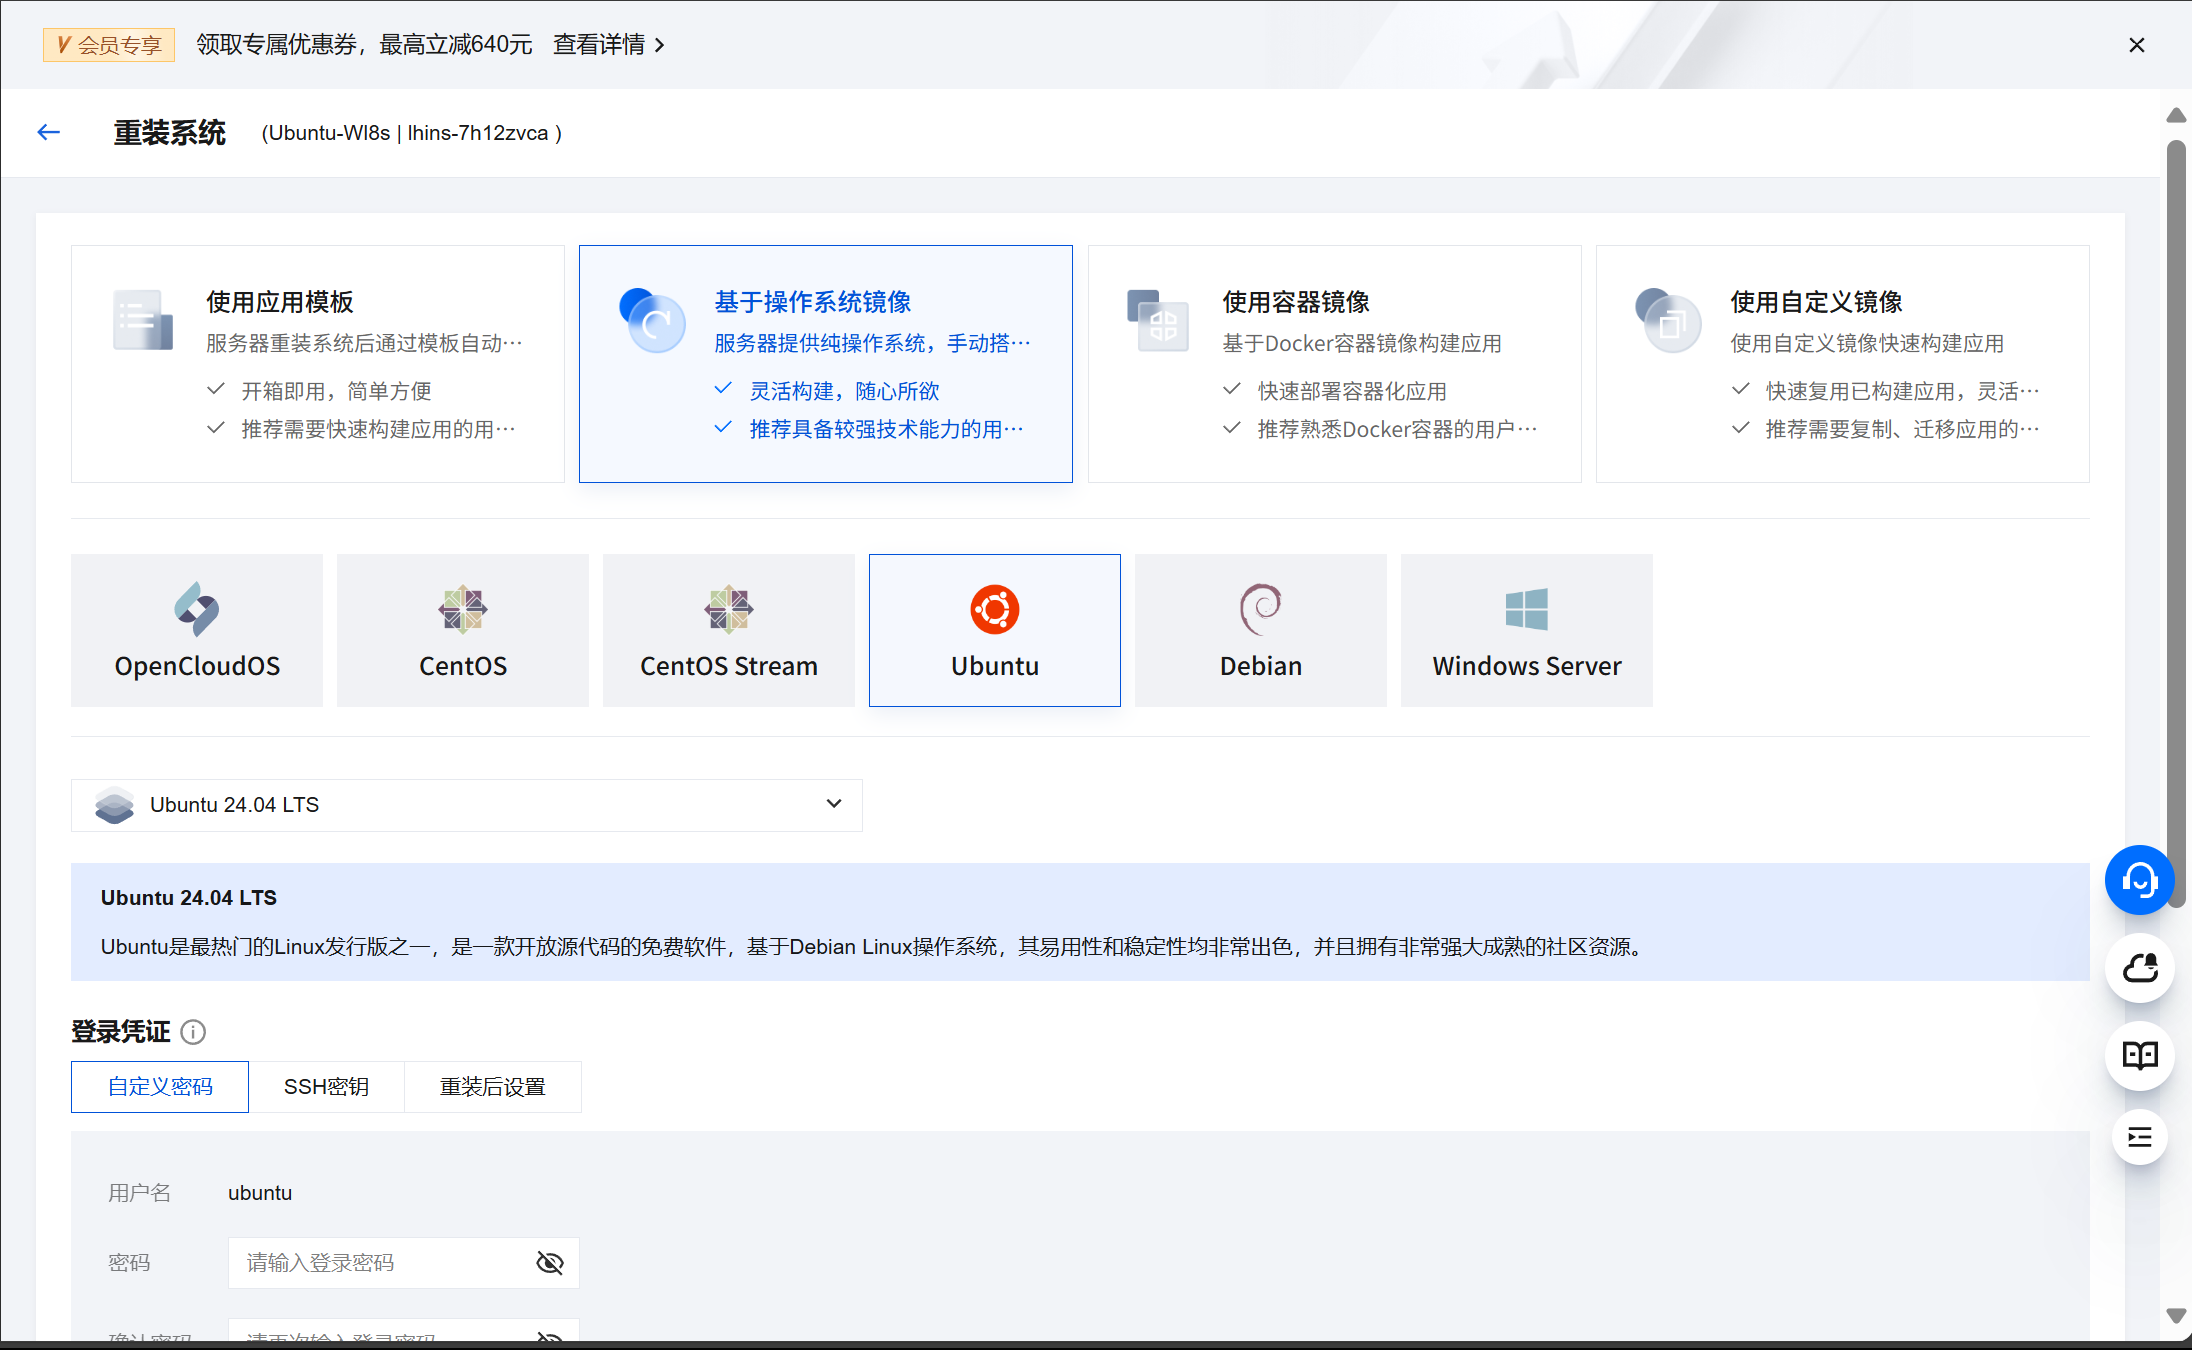 V 会员专享 领取专属优惠券，最高立减640元 查看详情
重装系统 (Ubuntu-WI8s | lhins-7h12zvca )
使用应用模板
服务器重装系统后通过模板自动…
开箱即用，简单方便
推荐需要快速构建应用的用…
基于操作系统镜像
服务器提供纯操作系统，手动搭…
灵活构建，随心所欲
推荐具备较强技术能力的用…
使用容器镜像
基于Docker容器镜像构建应用
快速部署容器化应用
推荐熟悉Docker容器的用户…
使用自定义镜像
使用自定义镜像快速构建应用
快速复用已构建应用，灵活…
推荐需要复制、迁移应用的…
OpenCloudOS
CentOS
CentOS Stream
Ubuntu
Debian
Windows Server
Ubuntu 24.04 LTS
Ubuntu 24.04 LTS
Ubuntu是最热门的Linux发行版之一，是一款开放源代码的免费软件，基于Debian Linux操作系统，其易用性和稳定性均非常出色，并且拥有非常强大成熟的社区资源。
登录凭证
自定义密码 SSH密钥 重装后设置
用户名 ubuntu
密码 请输入登录密码
确认密码 请再次输入登录密码